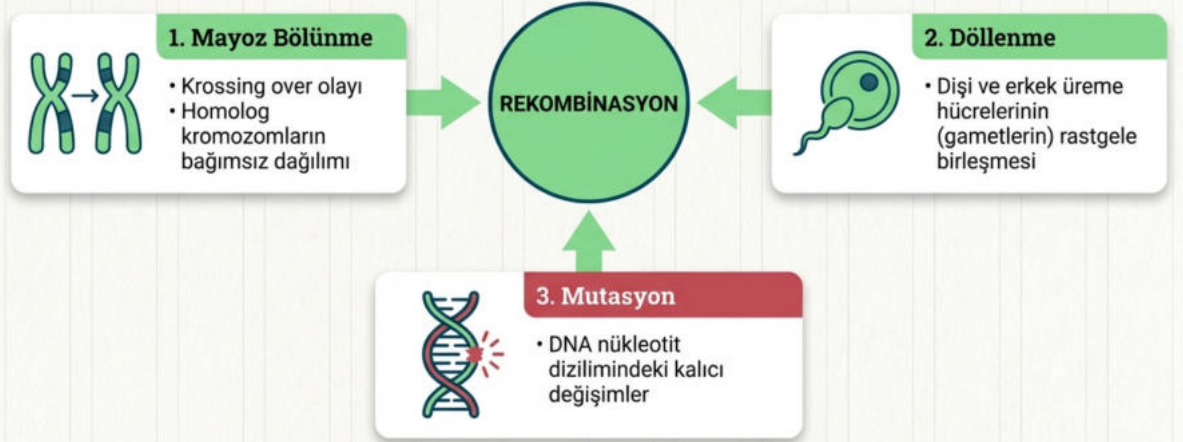 1. Mayoz Bölünme
• Krossing over olayı
• Homolog
kromozomların
bağımsız dağılımı
REKOMBİNASYON
2. Döllenme
• Dişi ve erkek üreme
hücrelerinin
(gametlerin) rastgele
birleşmesi
3. Mutasyon
• DNA nükleotit
dizilimindeki kalıcı
değişimler